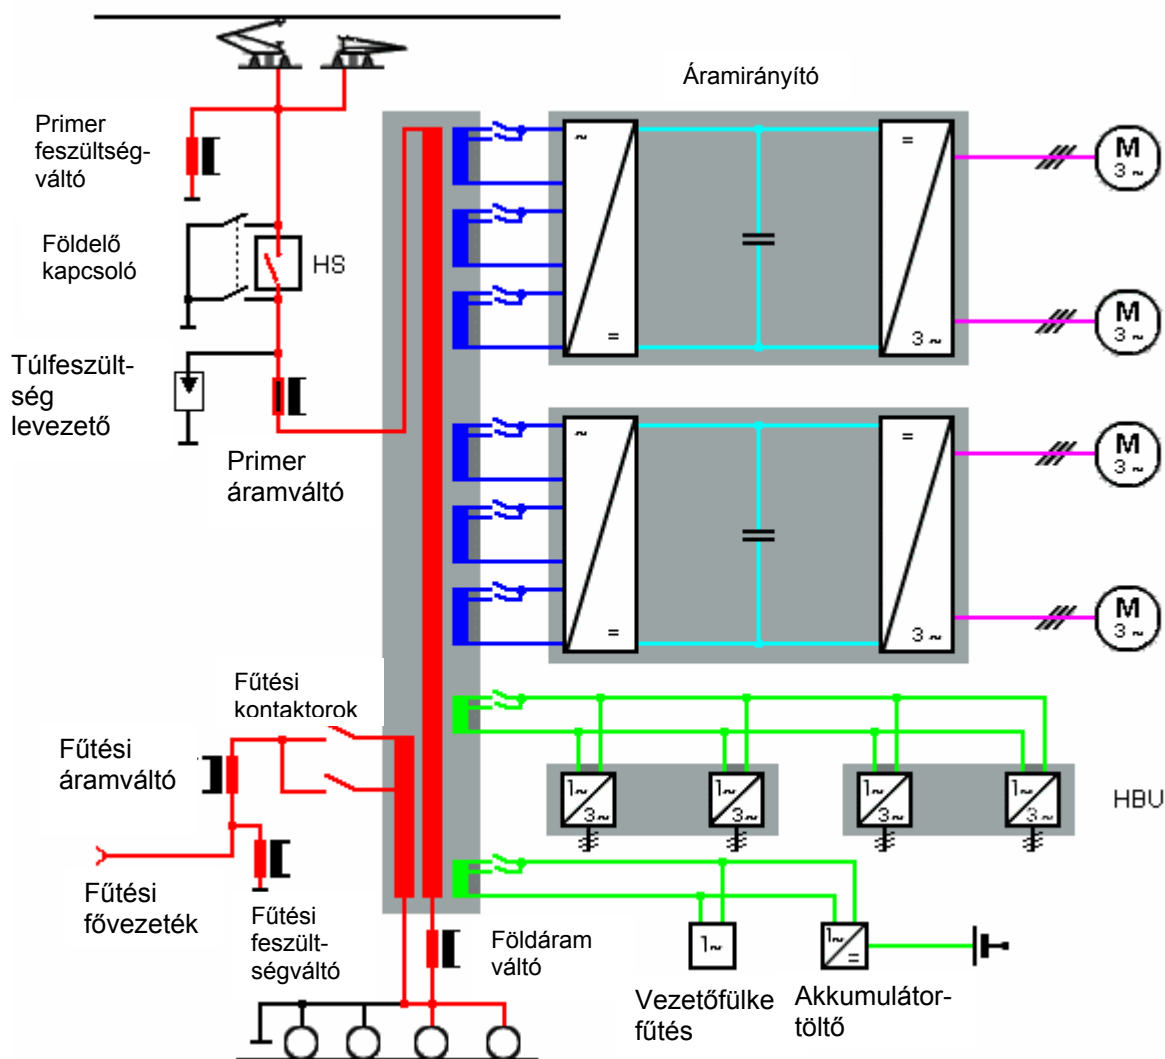 Áramirányító
Primer
feszültség-
váltó
~
=
M
3 ~
Földelő
kapcsoló
HS
=
3 ~
M
3 ~
Túlfeszült-
ség
levezető
Primer
áramváltó
~
=
M
3 ~
=
3 ~
M
3 ~
Fűtési
kontaktorok
Fűtési
áramváltó
1~
3~
1~
3~
1~
3~
1~
3~
HBU
Fűtési
fővezeték
Fűtési
feszült-
ségváltó
Földáram
váltó
1~
1~
=
Vezetőfülke
fűtés
Akkumulátor-
töltő